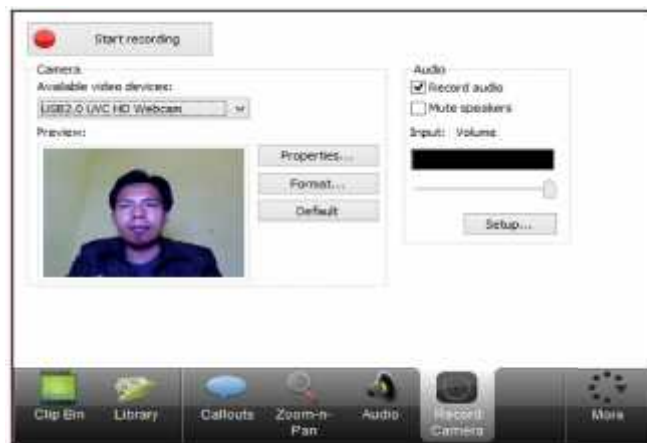 Start recording
Camera
Available video devices:
USB2.0 UVC HD Webcam
Preview:
Properties...
Format...
Default
Audio
Record audio
Mute speakers
Input: Volume
Setup...
Clip Bin
Library
Callouts
Zoom-n-
Pan
Audio
Record
Camera
More